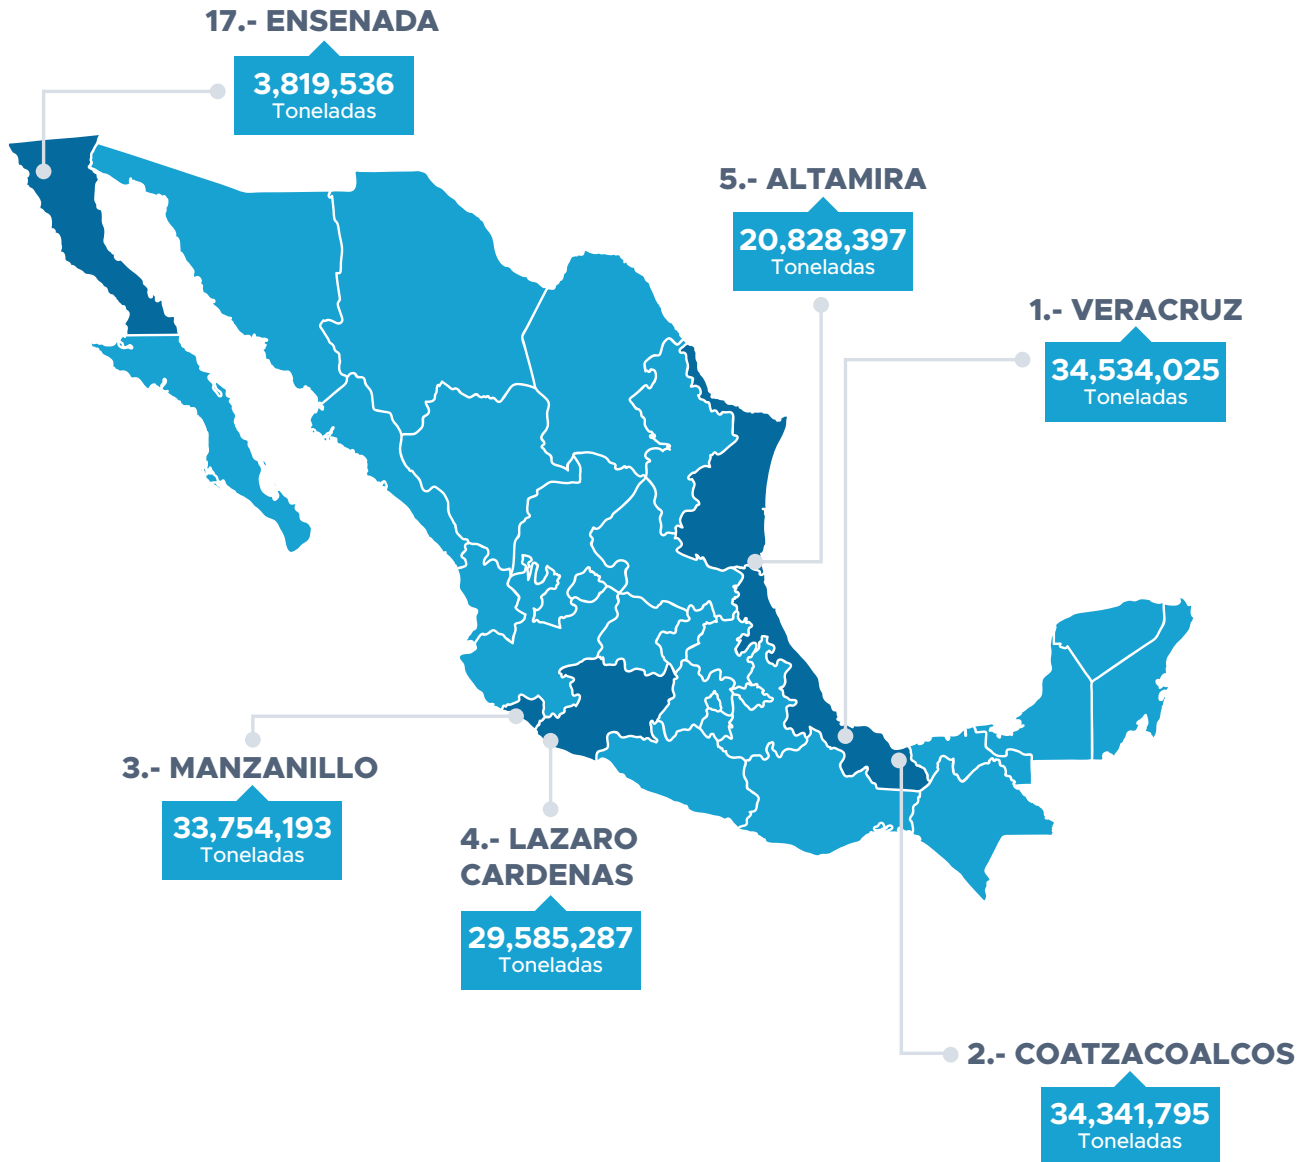 17.- ENSENADA
3,819,536
Toneladas
5.- ALTAMIRA
20,828,397
Toneladas
1.- VERACRUZ
34,534,025
Toneladas
3.- MANZANILLO
33,754,193
Toneladas
4.- LAZARO
CARDENAS
29,585,287
Toneladas
2.- COATZACOALCOS
34,341,795
Toneladas